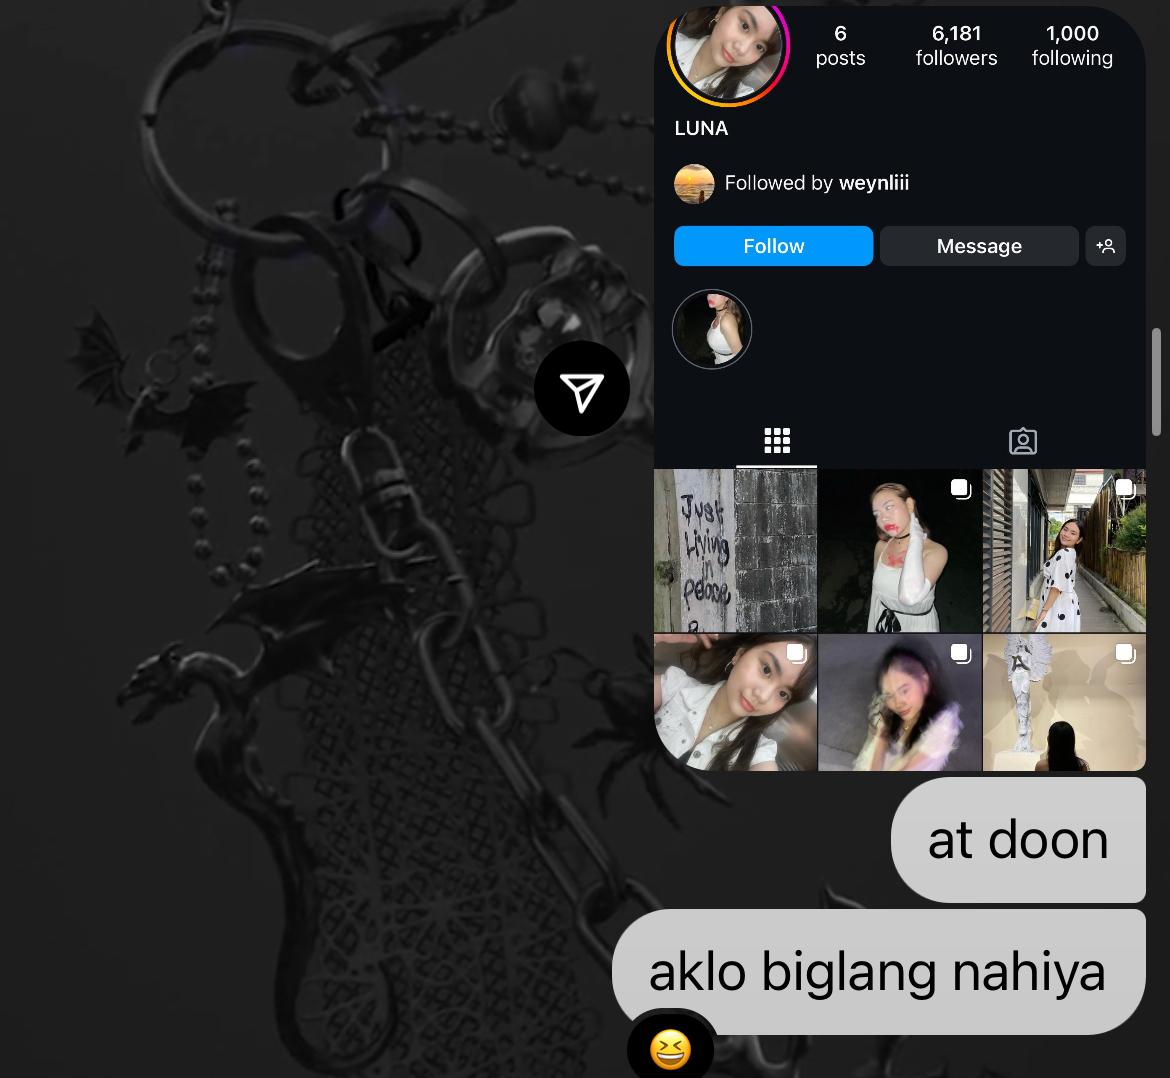 6 6,181 1,000
posts followers following
LUNA
Followed by weynliii
Follow Message
Just
Living
in
peace
at doon
aklo biglang nahiya